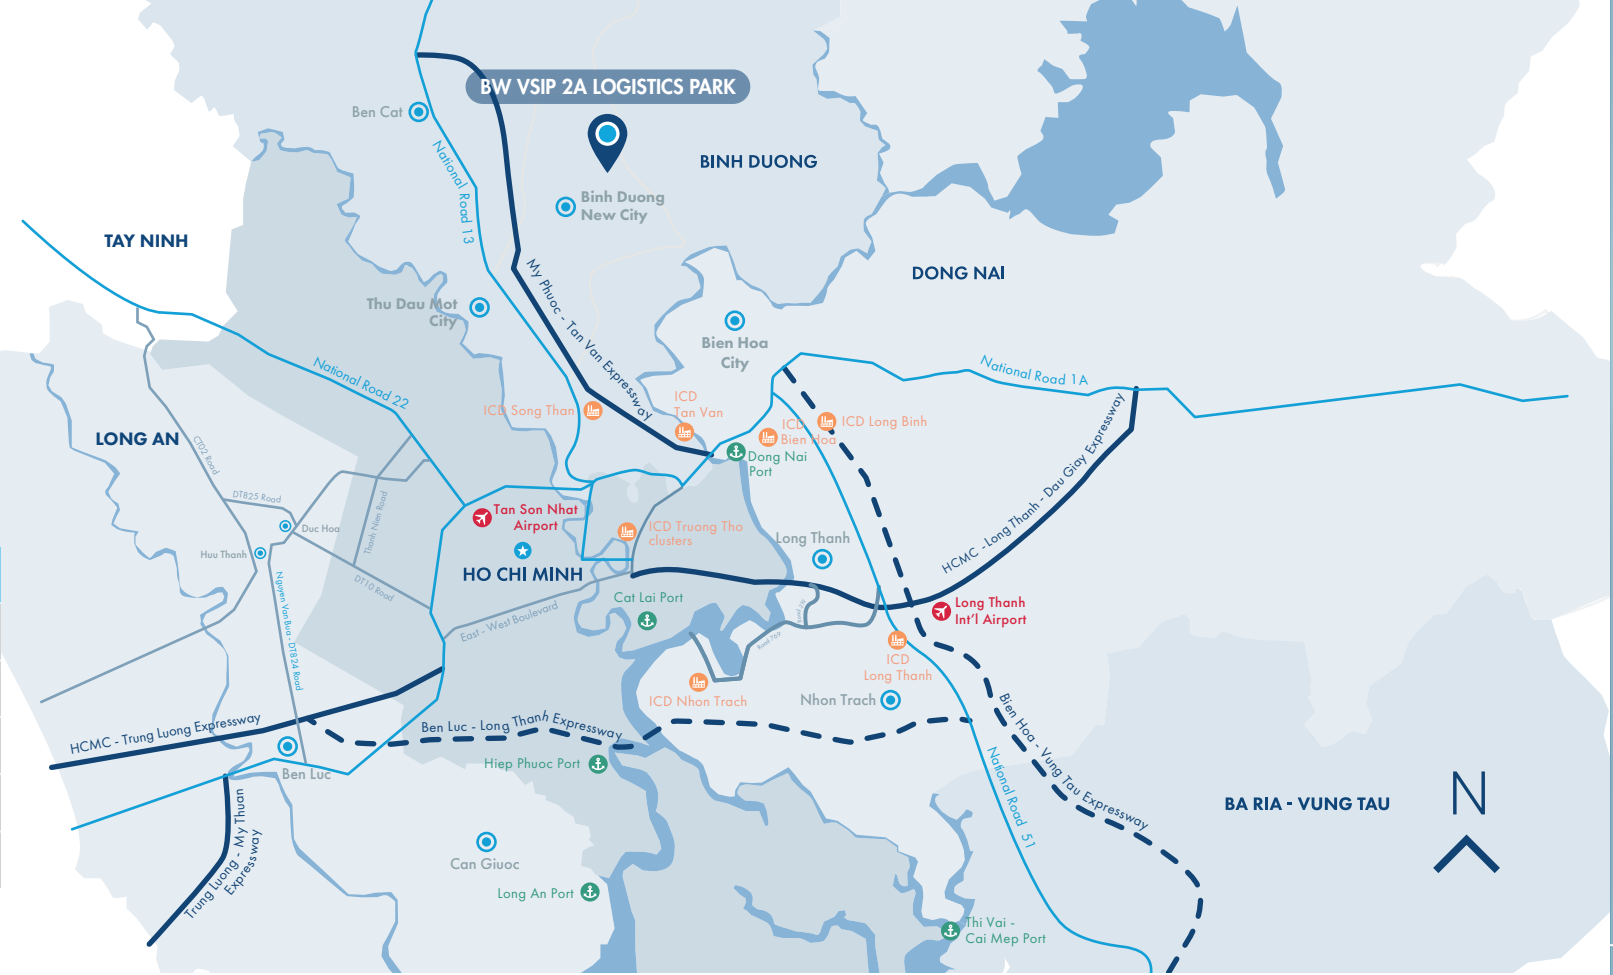 BW VSIP 2A LOGISTICS PARK
Ben Cat
BINH DUONG
National Road 13
Binh Duong
New City
TAY NINH
DONG NAI
My Phuoc - Tan Van Expressway
Thu Dau Mot
City
Bien Hoa
City
National Road 22
National Road 1A
ICD Song Than
ICD
Tan Van
ICD
Bien Hoa
ICD Long Binh
LONG AN
CT02 Road
Dong Nai
Port
HCMC - Long Thanh - Dau Giay Expressway
DT825 Road
Thanh Nien Road
Duc Hoa
Huu Thanh
Tan Son Nhat
Airport
ICD Truong Tho
clusters
Long Thanh
HO CHI MINH
DT10 Road
Nguyen Van Bua - DT824 Road
Cat Lai Port
East - West Boulevard
Long Thanh
Int'l Airport
Road 769
ICD
Long Thanh
ICD Nhon Trach
Nhon Trach
HCMC - Trung Luong Expressway
Ben Luc - Long Thanh Expressway
Bien Hoa - Vung Tau Expressway
Ben Luc
Hiep Phuoc Port
National Road 51
BA RIA - VUNG TAU
N
Trung Luong - My Thuan
Expressway
Can Giuoc
Long An Port
Thi Vai -
Cai Mep Port